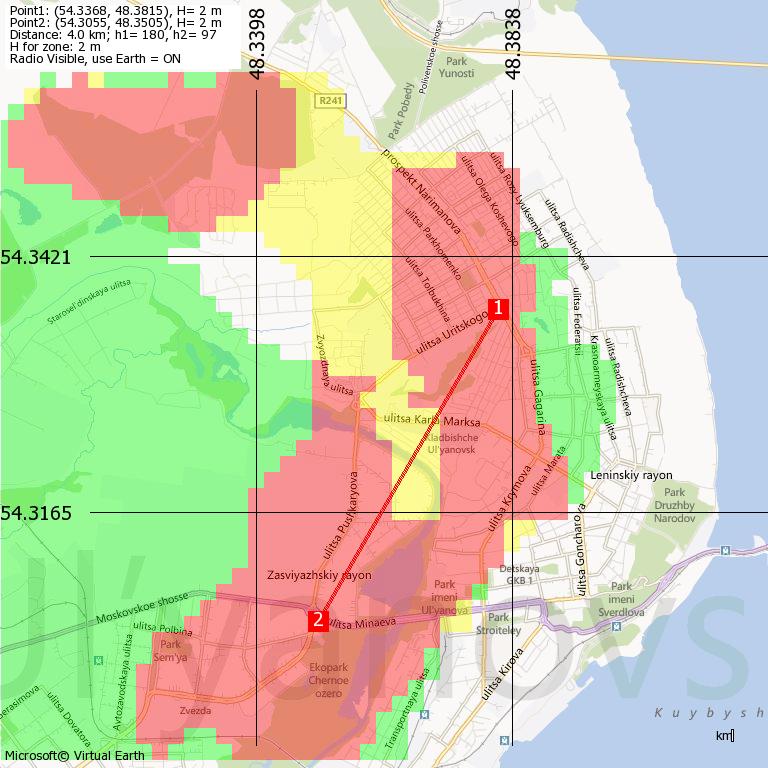 Point1: (54.3368, 48.3815), H= 2 m
Point2: (54.3055, 48.3505), H= 2 m
Distance: 4.0 km; h1= 180, h2= 97
H for zone: 2 m
Radio Visible, use Earth = ON
48.3398
48.3838
Polivenskoe shosse
Park
Yunosti
R241
Park Pobedy
prospekt Narimanova
ulitsa Olega Koshevogo
ulitsa Rozy Lyuksemburg
ulitsa Radishcheva
ulitsa Parkhomenko
ulitsa Tolbukhina
54.3421
Starosel'dinskaya ulitsa
1
ulitsa Uritskogo
ulitsa Federatsii
Krasnoarmeyskaya ulitsa
ulitsa Radishcheva
Zvyozdnaya ulitsa
ulitsa Gagarina
ulitsa Karla Marksa
Kladbishche
Ul'yanovsk
ulitsa Marata
Leninskiy rayon
ulitsa Pushkaryova
ulitsa Krymova
Park
Druzhby
Narodov
54.3165
ulitsa Goncharova
Zasviyazhskiy rayon
Detskaya
GKB 1
Park
imeni
Ul'yanova
Park
imeni
Sverdlova
Moskovskoe shosse
2
ulitsa Minaeva
Park
Stroiteley
ulitsa Polbina
Park
Sem'ya
Avtozavodskaya ulitsa
Ekopark
Chernoe
ozero
ulitsa Kirova
Transportnaya ulitsa
ulitsa Dovatora
Zvezda
Kuybysh
km
Microsoft© Virtual Earth